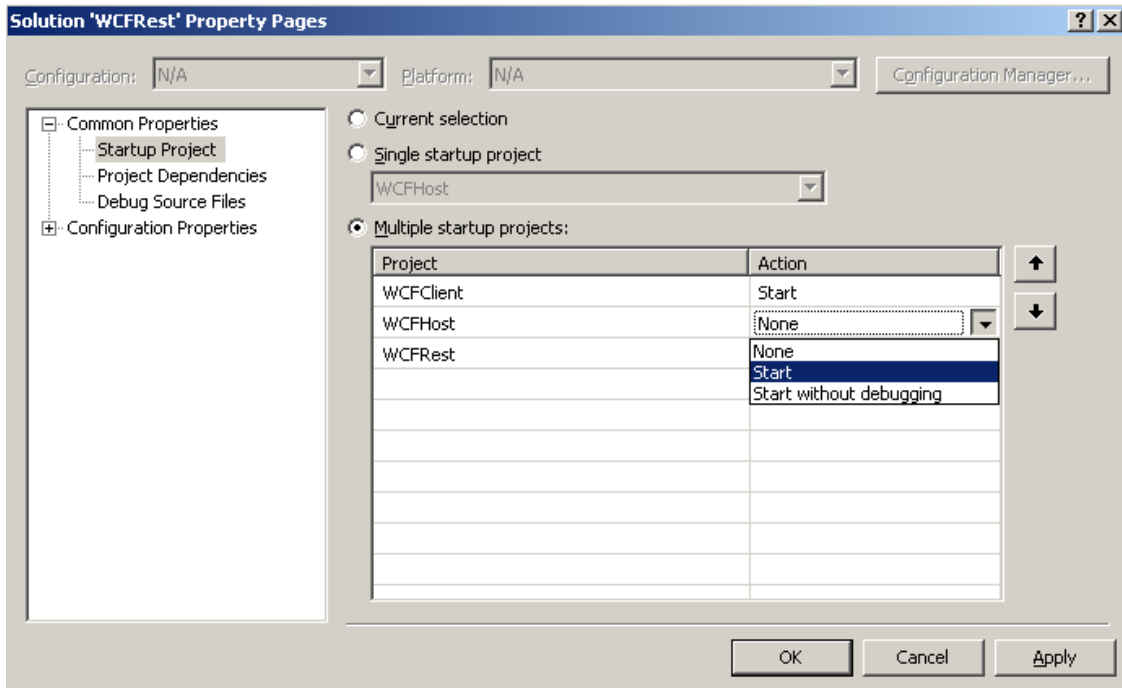 Solution 'WCFRest' Property Pages
Configuration: N/A Platform: N/A Configuration Manager...
Common Properties
Startup Project
Project Dependencies
Debug Source Files
Configuration Properties
Current selection
Single startup project
WCFHost
Multiple startup projects:
Project Action
WCFClient Start
WCFHost None
WCFRest
None
Start
Start without debugging
OK Cancel Apply